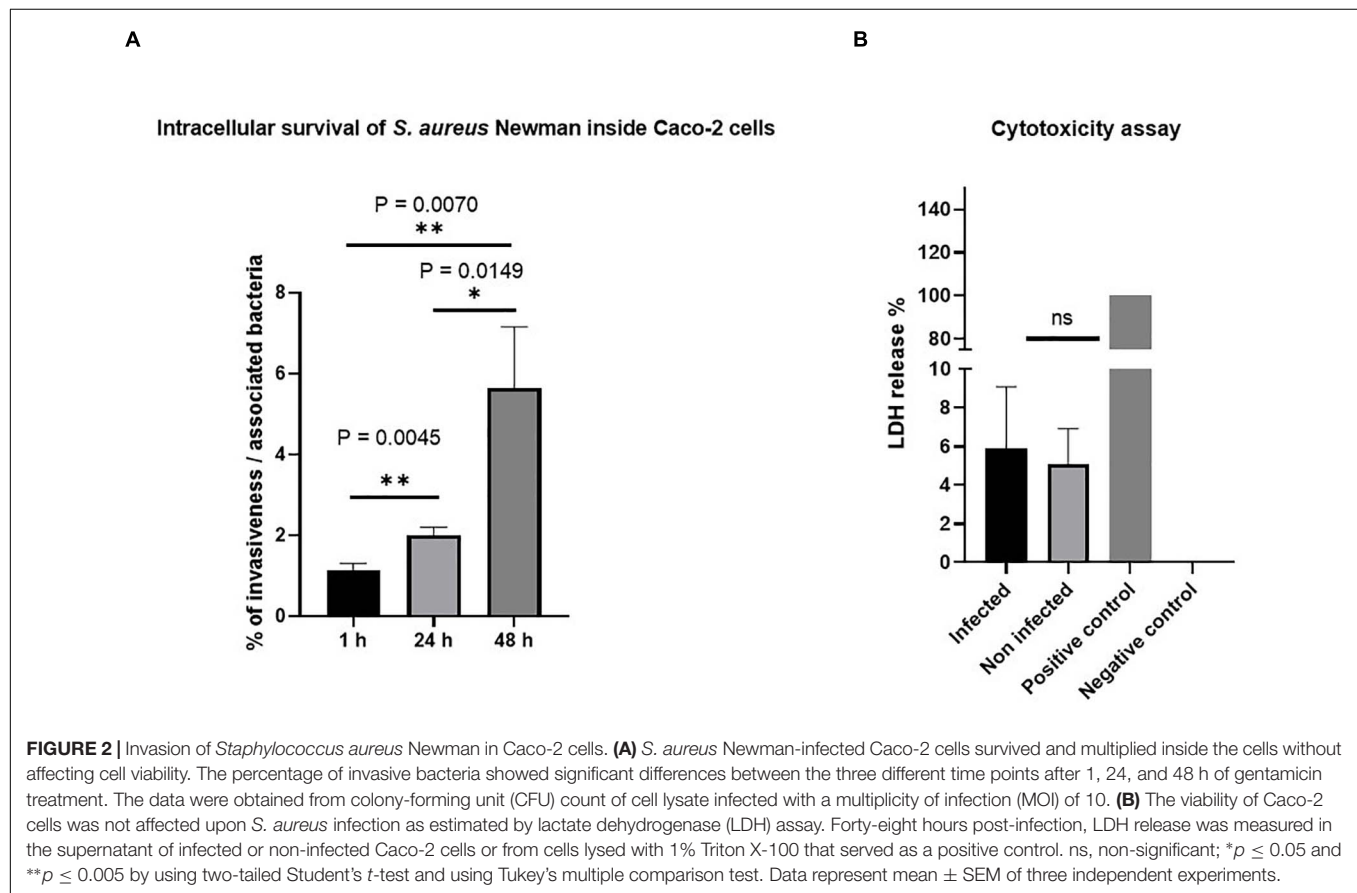 A
Intracellular survival of S. aureus Newman inside Caco-2 cells
P = 0.0070
**
P = 0.0149
*
P = 0.0045
**
% of invasiveness / associated bacteria
8
6
4
2
0
1 h 24 h 48 h
B
Cytotoxicity assay
LDH release %
140
120
100
80
10
8
6
4
2
0
ns
Infected
Non infected
Positive control
Negative control
FIGURE 2 | Invasion of Staphylococcus aureus Newman in Caco-2 cells. (A) S. aureus Newman-infected Caco-2 cells survived and multiplied inside the cells without
affecting cell viability. The percentage of invasive bacteria showed significant differences between the three different time points after 1, 24, and 48 h of gentamicin
treatment. The data were obtained from colony-forming unit (CFU) count of cell lysate infected with a multiplicity of infection (MOI) of 10. (B) The viability of Caco-2
cells was not affected upon S. aureus infection as estimated by lactate dehydrogenase (LDH) assay. Forty-eight hours post-infection, LDH release was measured in
the supernatant of infected or non-infected Caco-2 cells or from cells lysed with 1% Triton X-100 that served as a positive control. ns, non-significant; *p ≤ 0.05 and
**p ≤ 0.005 by using two-tailed Student's t-test and using Tukey's multiple comparison test. Data represent mean ± SEM of three independent experiments.